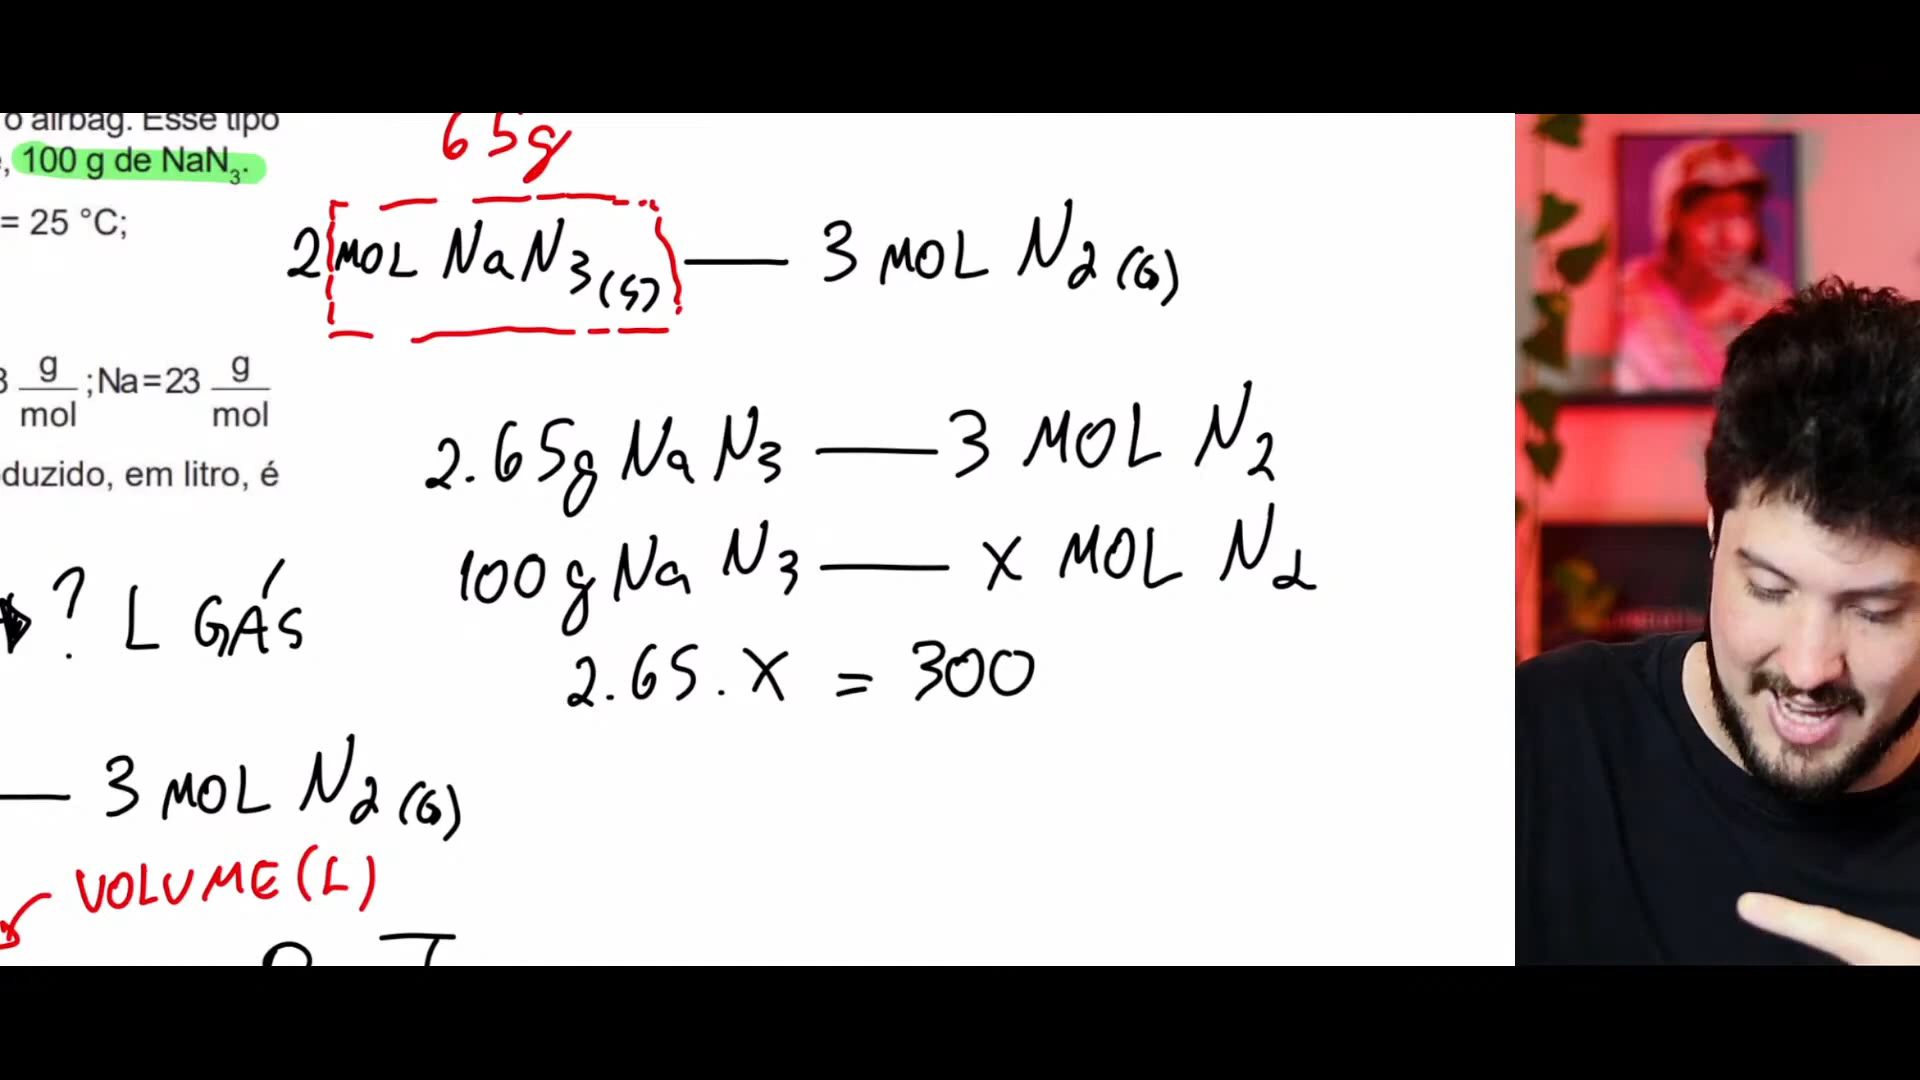 o airbag. Esse tipo
, 100 g de NaN₃.
= 25 °C;
g/mol ;Na=23 g/mol
duzido, em litro, é
? L GÁS
3 MOL N₂(G)
VOLUME (L)
65g
2 MOL NaN₃(S) — 3 MOL N₂(G)
2.65g NaN₃ — 3 MOL N₂
100g NaN₃ — X MOL N₂
2.65.X = 300